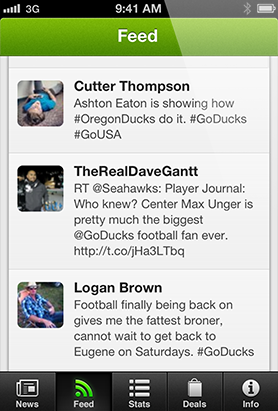 3G 9:41 AM
Feed
Cutter Thompson
Ashton Eaton is showing how
#OregonDucks do it. #GoDucks
#GoUSA
TheRealDaveGantt
RT @Seahawks: Player Journal:
Who knew? Center Max Unger is
pretty much the biggest
@GoDucks football fan ever.
http://t.co/jHa3LTbq
Logan Brown
Football finally being back on
gives me the fattest broner,
cannot wait to get back to
Eugene on Saturdays. #GoDucks
News Feed Stats Deals Info